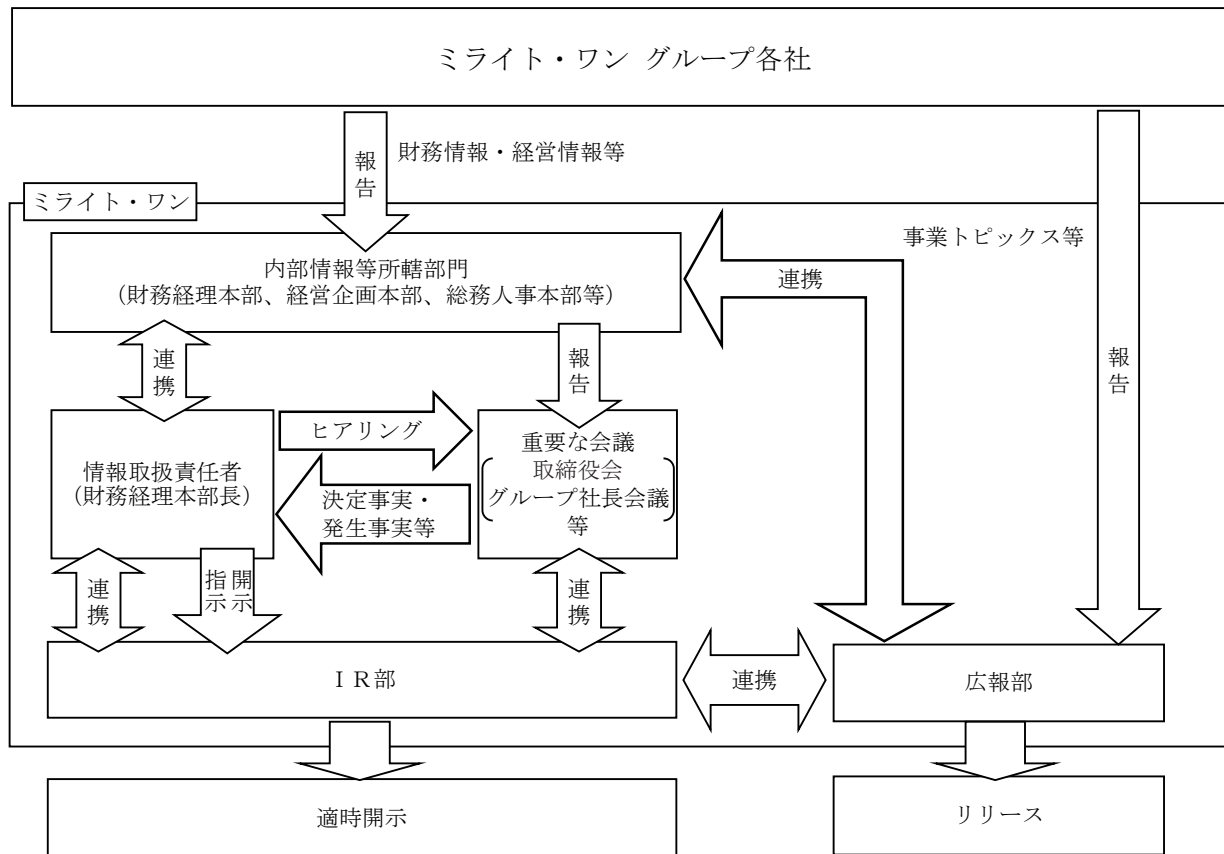 ミライト・ワン グループ各社
報告
財務情報・経営情報等
ミライト・ワン
事業トピックス等
報告
内部情報等所轄部門
（財務経理本部、経営企画本部、総務人事本部等）
連携
連携
報告
情報取扱責任者
（財務経理本部長）
ヒアリング
決定事実・
発生事実等
重要な会議
取締役会
グループ社長会議
等
連携
開示
指示
連携
ＩＲ部
連携
広報部
適時開示
リリース